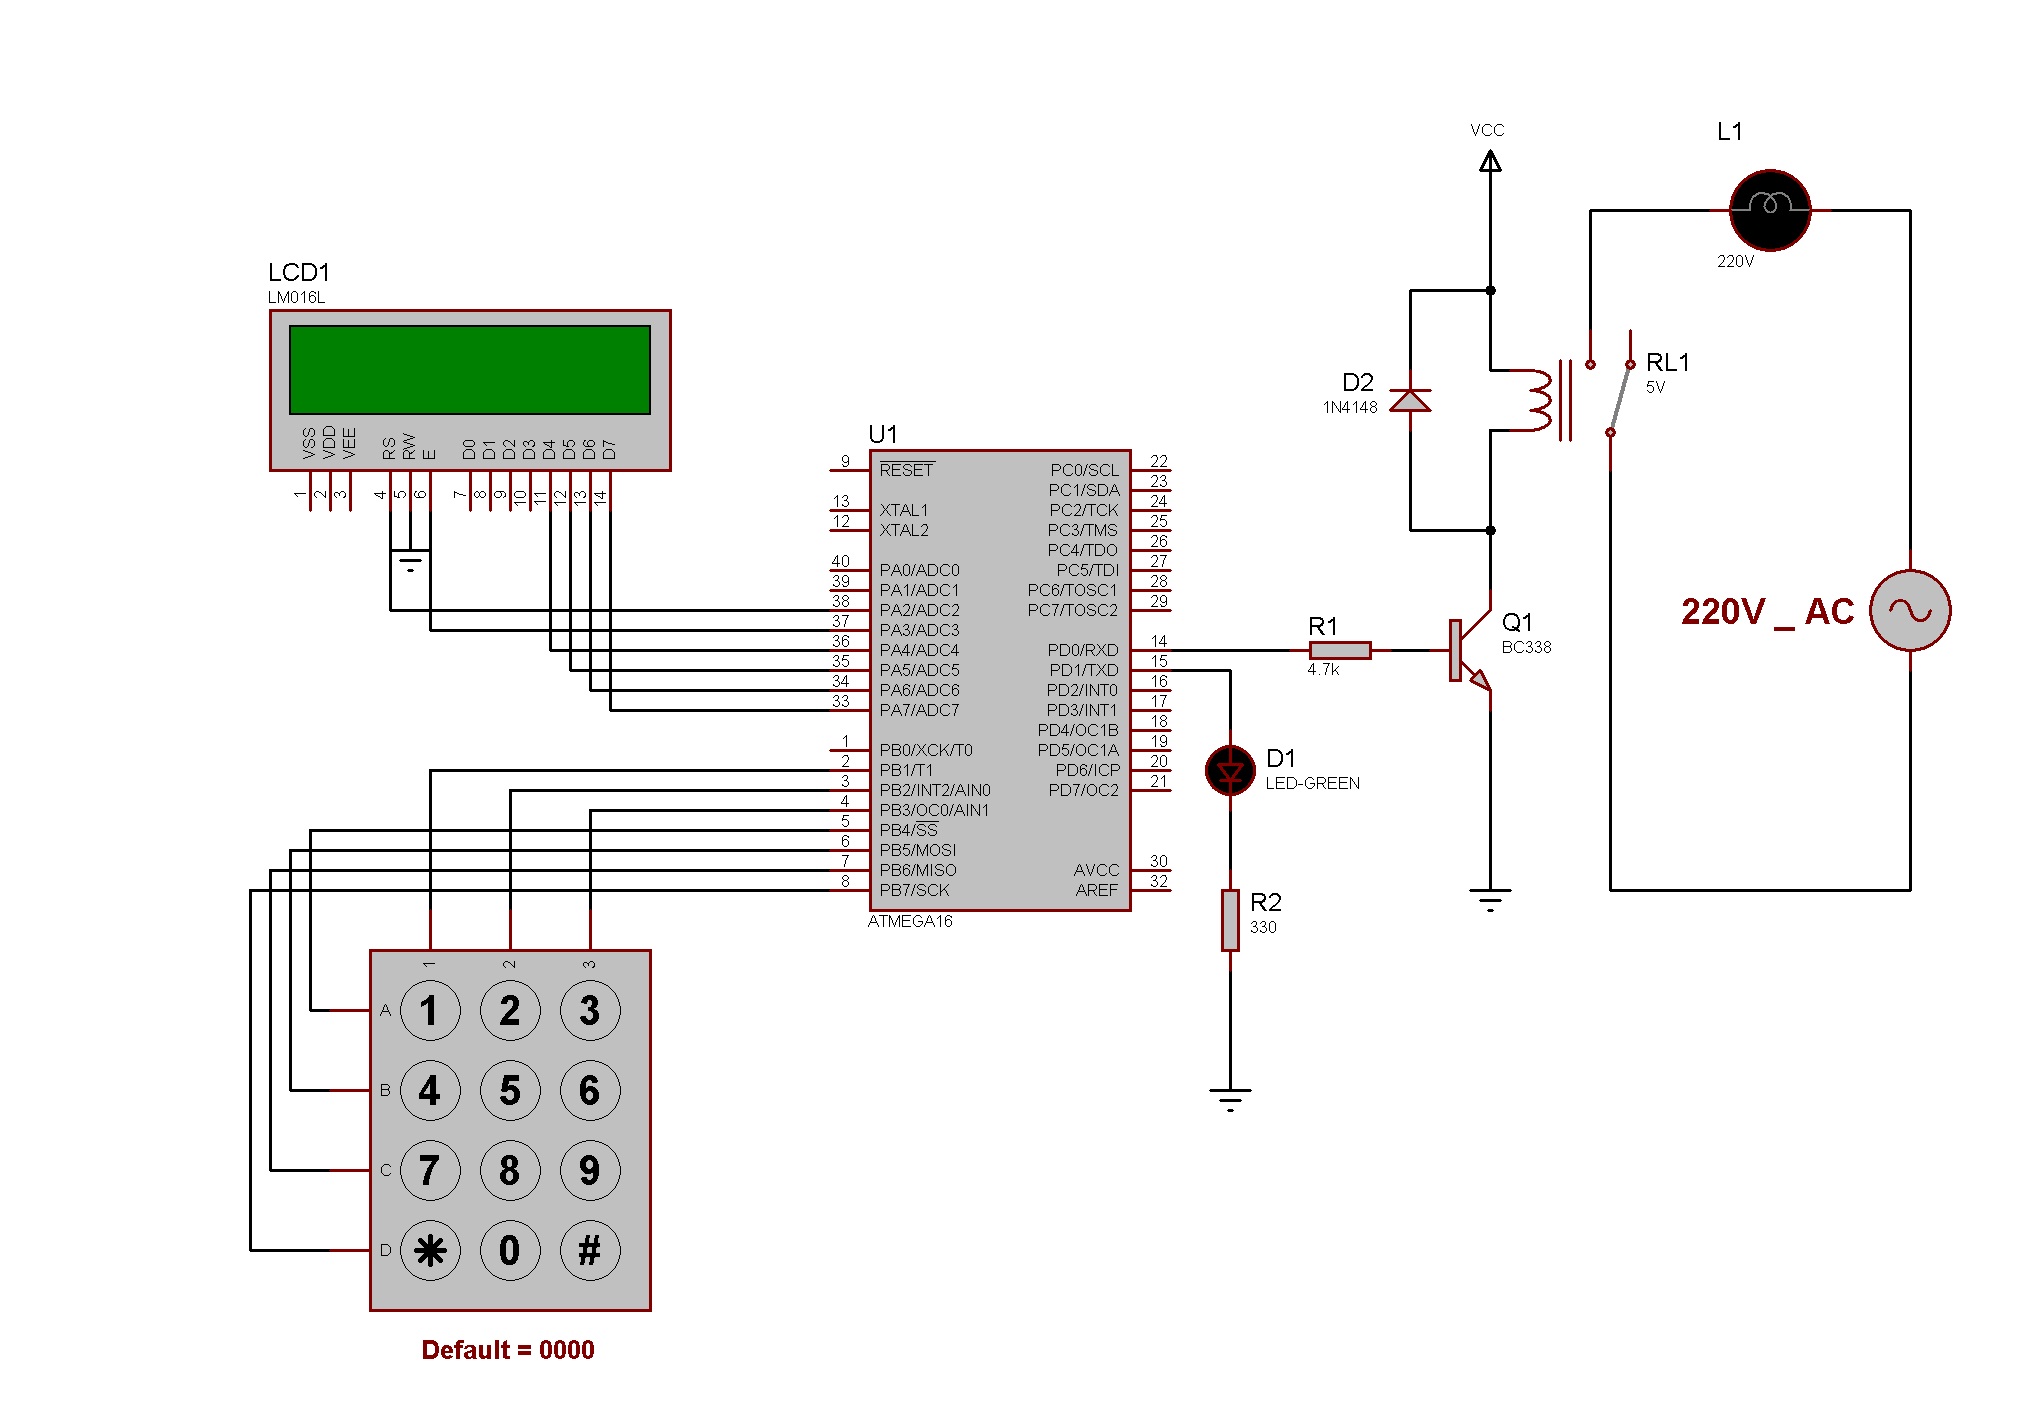 VCC
L1
220V
LCD1
LM016L
RL1
5V
D2
1N4148
VSS
VDD
VEE
RS
RW
E
D0
D1
D2
D3
D4
D5
D6
D7
1
2
3
4
5
6
7
8
9
10
11
12
13
14
U1
9 RESET
13 XTAL1
12 XTAL2
40 PA0/ADC0
39 PA1/ADC1
38 PA2/ADC2
37 PA3/ADC3
36 PA4/ADC4
35 PA5/ADC5
34 PA6/ADC6
33 PA7/ADC7
1 PB0/XCK/T0
2 PB1/T1
3 PB2/INT2/AIN0
4 PB3/OC0/AIN1
5 PB4/SS
6 PB5/MOSI
7 PB6/MISO
8 PB7/SCK
PC0/SCL 22
PC1/SDA 23
PC2/TCK 24
PC3/TMS 25
PC4/TDO 26
PC5/TDI 27
PC6/TOSC1 28
PC7/TOSC2 29
PD0/RXD 14
PD1/TXD 15
PD2/INT0 16
PD3/INT1 17
PD4/OC1B 18
PD5/OC1A 19
PD6/ICP 20
PD7/OC2 21
AVCC 30
AREF 32
ATMEGA16
R1
4.7k
Q1
BC338
220V _ AC
D1
LED-GREEN
R2
330
1 2 3
A 1 2 3
B 4 5 6
C 7 8 9
D * 0 #
Default = 0000